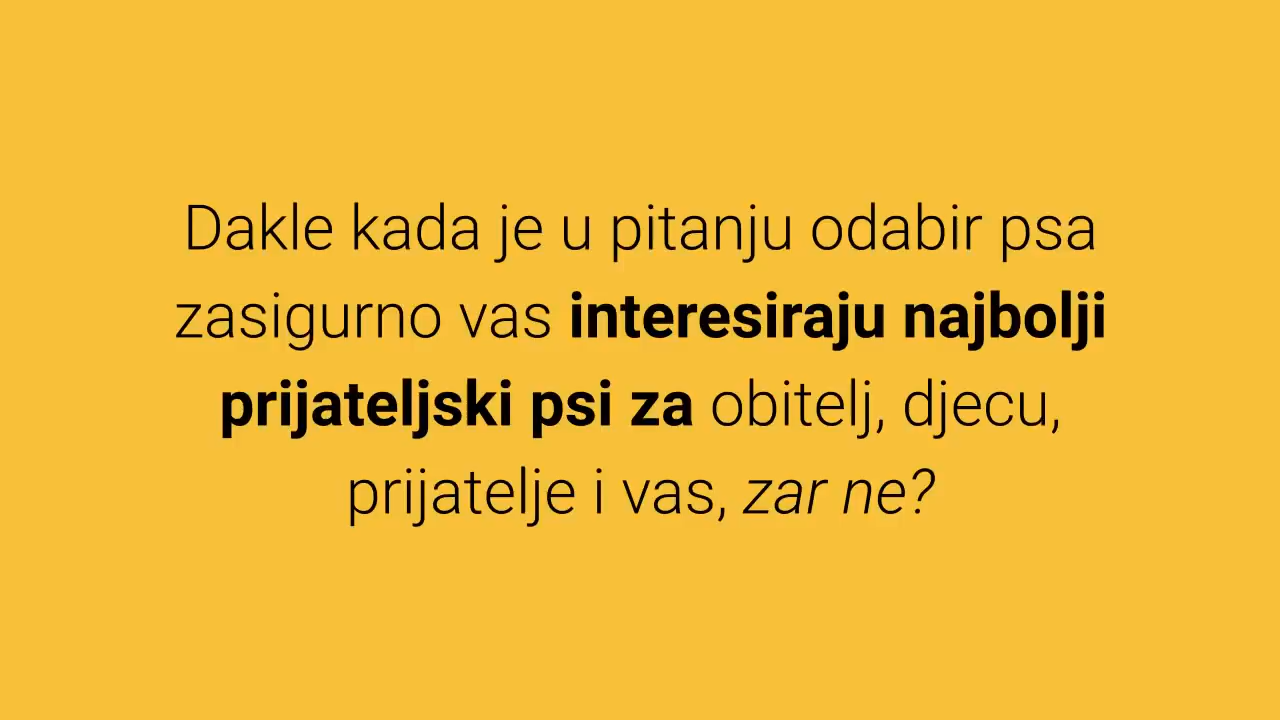 Dakle kada je u pitanju odabir psa
zasigurno vas interesiraju najbolji
prijateljski psi za obitelj, djecu,
prijatelje i vas, zar ne?